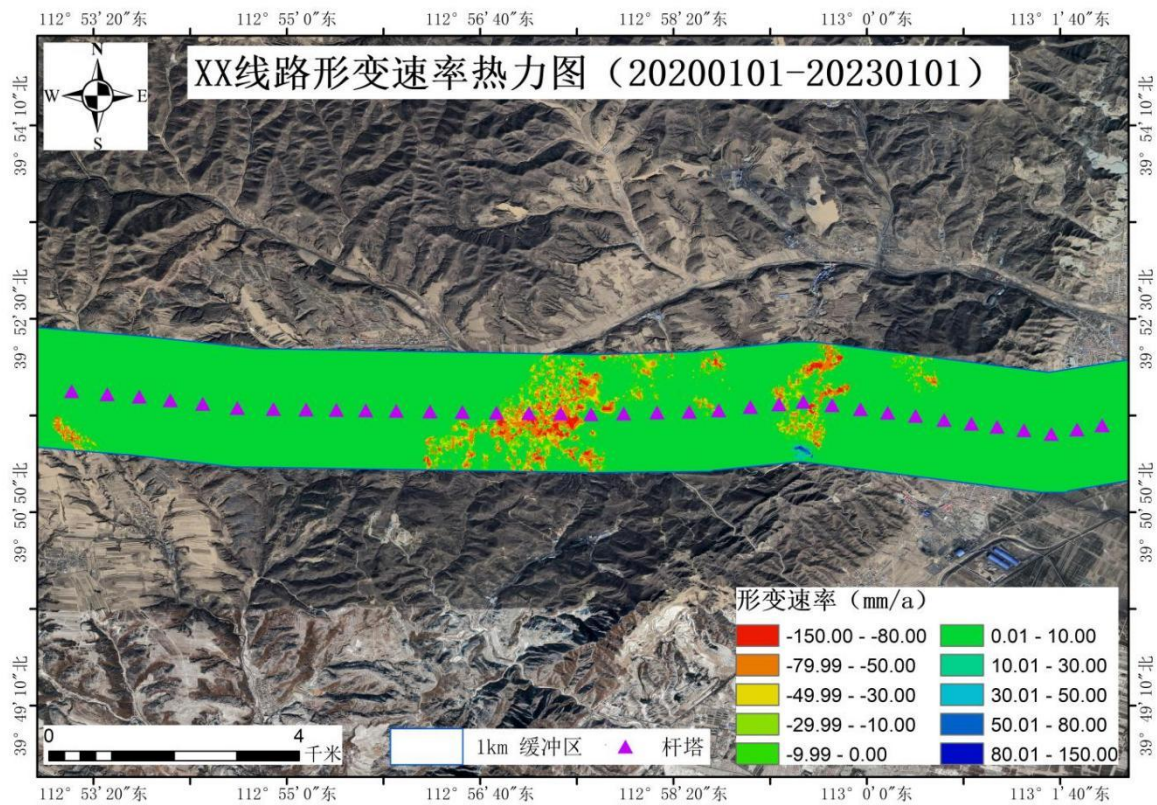 112° 53′20″东 112° 55′0″东 112° 56′40″东 112° 58′20″东 113° 0′0″东 113° 1′40″东
N
W E
S
XX线路形变速率热力图（20200101-20230101）
39° 54′10″北 39° 54′10″北
39° 52′30″北 39° 52′30″北
39° 50′50″北 39° 50′50″北
39° 49′10″北 39° 49′10″北
形变速率（mm/a）
-150.00 - -80.00 0.01 - 10.00
-79.99 - -50.00 10.01 - 30.00
-49.99 - -30.00 30.01 - 50.00
-29.99 - -10.00 50.01 - 80.00
-9.99 - 0.00 80.01 - 150.00
0 4
千米
1km 缓冲区 杆塔
112° 53′20″东 112° 55′0″东 112° 56′40″东 112° 58′20″东 113° 0′0″东 113° 1′40″东